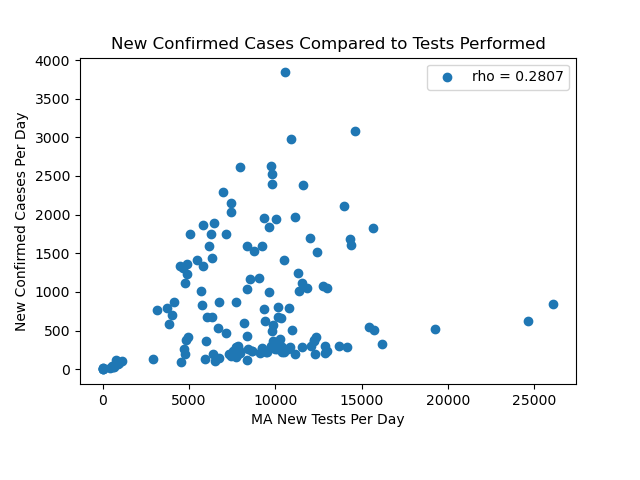 New Confirmed Cases Compared to Tests Performed
rho = 0.2807
New Confirmed Caeses Per Day
4000
3500
3000
2500
2000
1500
1000
500
0
0 5000 10000 15000 20000 25000
MA New Tests Per Day